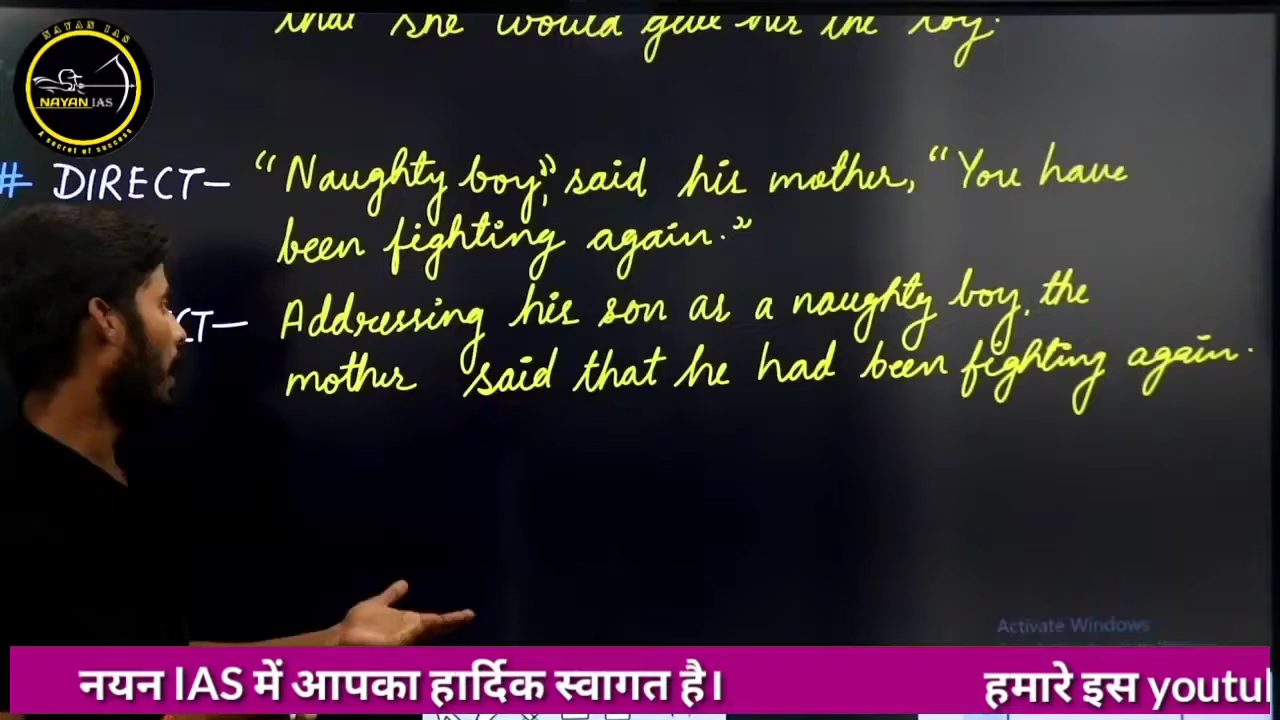 that she would give her the toy.
NAYAN IAS
NAYAN IAS
A secret of success
# DIRECT– "Naughty boy," said his mother, "You have
been fighting again."
CT– Addressing his son as a naughty boy, the
mother said that he had been fighting again.
Activate Windows
नयन IAS में आपका हार्दिक स्वागत है।
हमारे इस youtu